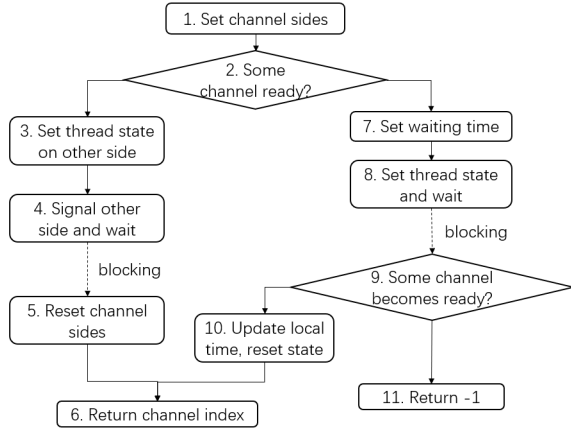 1. Set channel sides
2. Some
channel ready?
3. Set thread state
on other side
4. Signal other
side and wait
blocking
5. Reset channel
sides
7. Set waiting time
8. Set thread state
and wait
blocking
9. Some channel
becomes ready?
10. Update local
time, reset state
11. Return -1
6. Return channel index